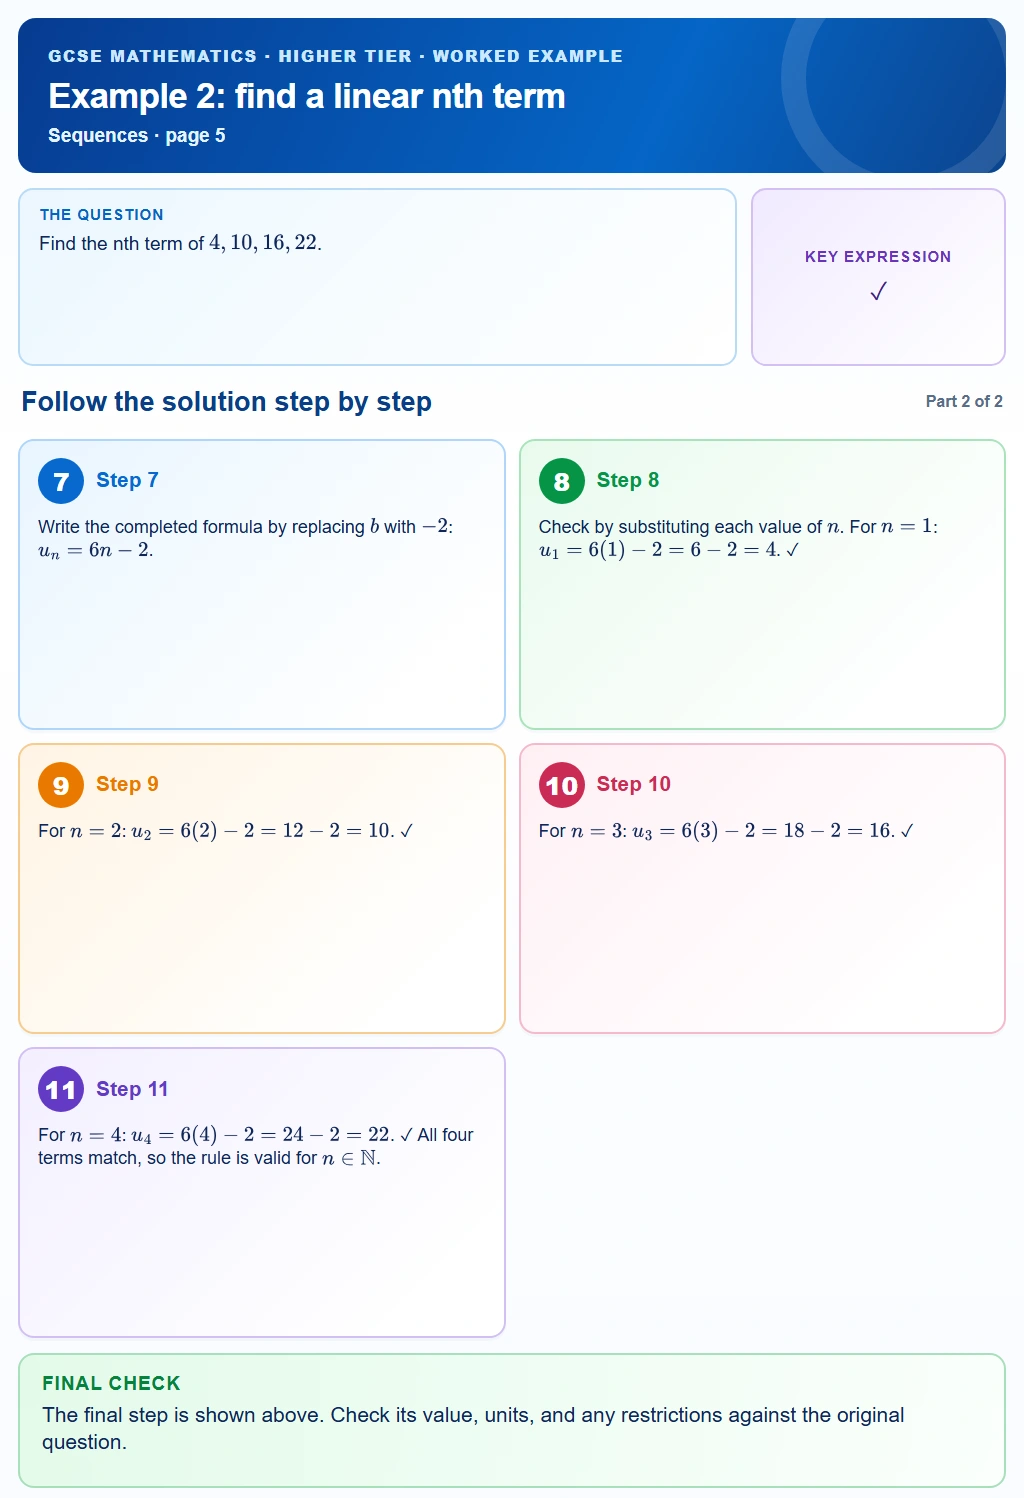 GCSE MATHEMATICS · HIGHER TIER · WORKED EXAMPLE
Example 2: find a linear nth term
Sequences · page 5
THE QUESTION
Find the nth term of 4, 10, 16, 22.
KEY EXPRESSION
✓
Follow the solution step by step
Part 2 of 2
7 Step 7
Write the completed formula by replacing b with −2:
uₙ = 6n − 2.
8 Step 8
Check by substituting each value of n. For n = 1:
u₁ = 6(1) − 2 = 6 − 2 = 4. ✓
9 Step 9
For n = 2: u₂ = 6(2) − 2 = 12 − 2 = 10. ✓
10 Step 10
For n = 3: u₃ = 6(3) − 2 = 18 − 2 = 16. ✓
11 Step 11
For n = 4: u₄ = 6(4) − 2 = 24 − 2 = 22. ✓ All four
terms match, so the rule is valid for n ∈ ℕ.
FINAL CHECK
The final step is shown above. Check its value, units, and any restrictions against the original
question.